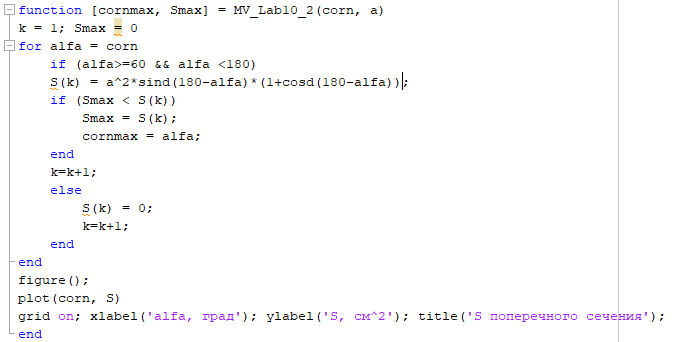 function [cornmax, Smax] = MV_Lab10_2(corn, a)
k = 1; Smax = 0
for alfa = corn
    if (alfa>=60 && alfa <180)
    S(k) = a^2*sind(180-alfa)*(1+cosd(180-alfa));
    if (Smax < S(k))
        Smax = S(k);
        cornmax = alfa;
    end
    k=k+1;
    else
        S(k) = 0;
        k=k+1;
    end
end
figure();
plot(corn, S)
grid on; xlabel('alfa, град'); ylabel('S, см^2'); title('S поперечного сечения');
end